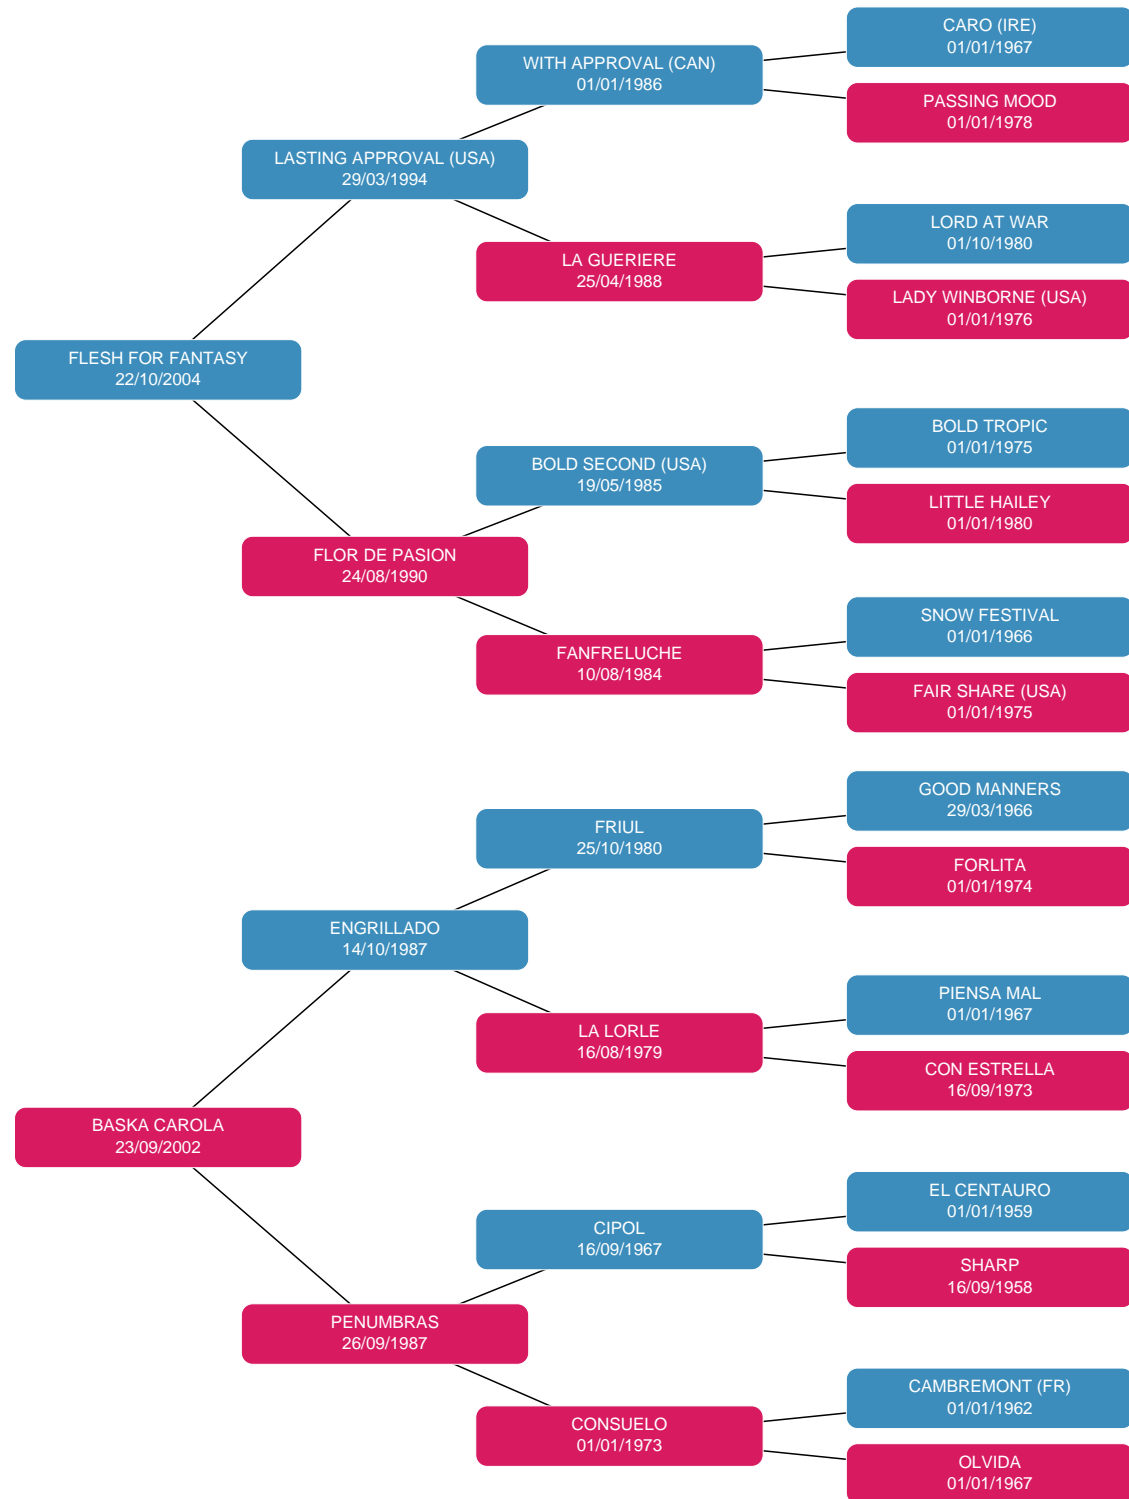 CARO (IRE)
01/01/1967
WITH APPROVAL (CAN)
01/01/1986
PASSING MOOD
01/01/1978
LASTING APPROVAL (USA)
29/03/1994
LORD AT WAR
01/10/1980
LA GUERIERE
25/04/1988
LADY WINBORNE (USA)
01/01/1976
FLESH FOR FANTASY
22/10/2004
BOLD TROPIC
01/01/1975
BOLD SECOND (USA)
19/05/1985
LITTLE HAILEY
01/01/1980
FLOR DE PASION
24/08/1990
SNOW FESTIVAL
01/01/1966
FANFRELUCHE
10/08/1984
FAIR SHARE (USA)
01/01/1975
GOOD MANNERS
29/03/1966
FRIUL
25/10/1980
FORLITA
01/01/1974
ENGRILLADO
14/10/1987
PIENSA MAL
01/01/1967
LA LORLE
16/08/1979
CON ESTRELLA
16/09/1973
BASKA CAROLA
23/09/2002
EL CENTAURO
01/01/1959
CIPOL
16/09/1967
SHARP
16/09/1958
PENUMBRAS
26/09/1987
CAMBREMONT (FR)
01/01/1962
CONSUELO
01/01/1973
OLVIDA
01/01/1967